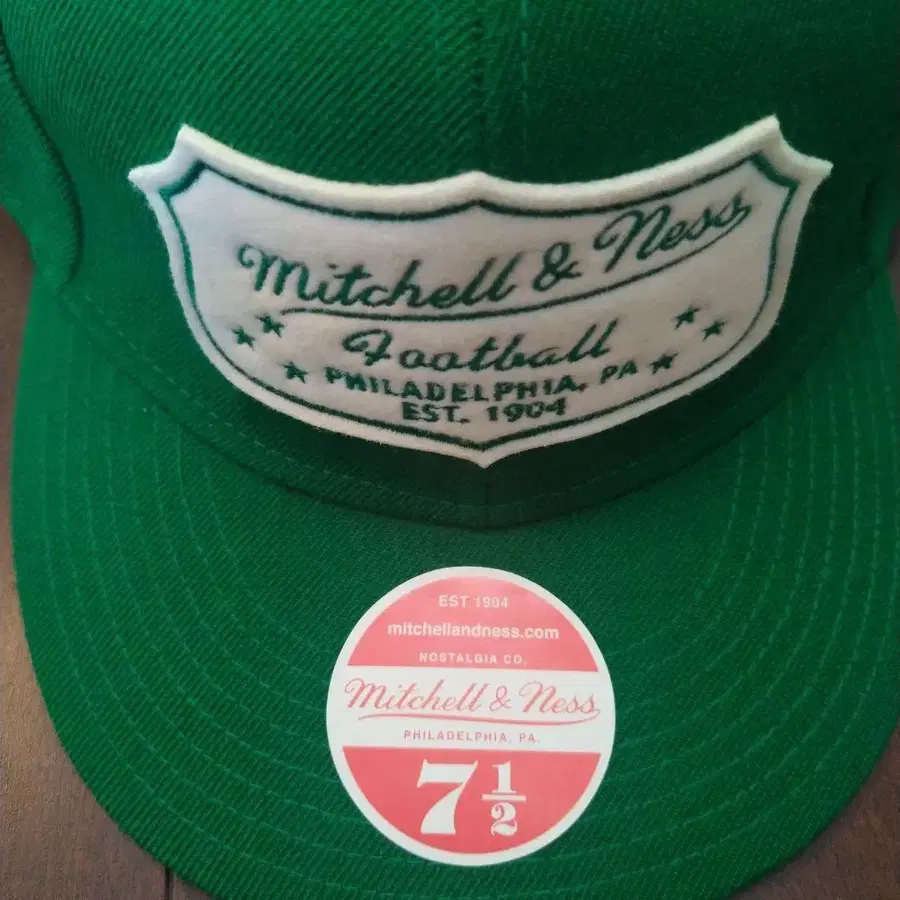 Mitchell & Ness
Football
PHILADELPHIA, PA
EST. 1904
EST 1904
mitchellandness.com
NOSTALGIA CO.
Mitchell & Ness
PHILADELPHIA, PA.
7 1/2